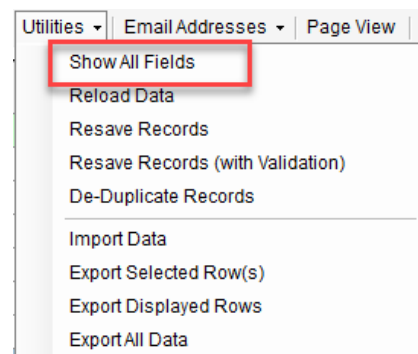 Utilities Email Addresses Page View
Show All Fields
Reload Data
Resave Records
Resave Records (with Validation)
De-Duplicate Records
Import Data
Export Selected Row(s)
Export Displayed Rows
Export All Data